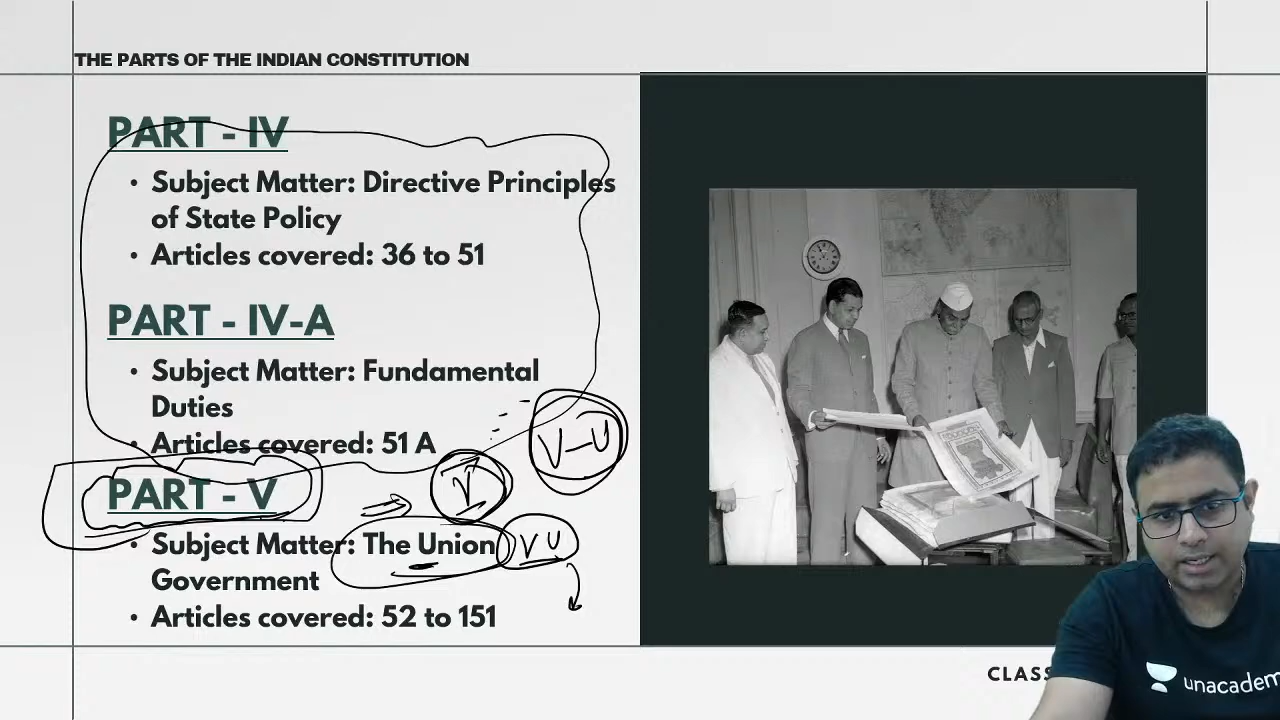 THE PARTS OF THE INDIAN CONSTITUTION
PART - IV
• Subject Matter: Directive Principles
of State Policy
• Articles covered: 36 to 51
PART - IV-A
• Subject Matter: Fundamental
Duties
• Articles covered: 51 A
V-U
V
PART - V
• Subject Matter: The Union
VU
Government
• Articles covered: 52 to 151
CLASS
unacadem